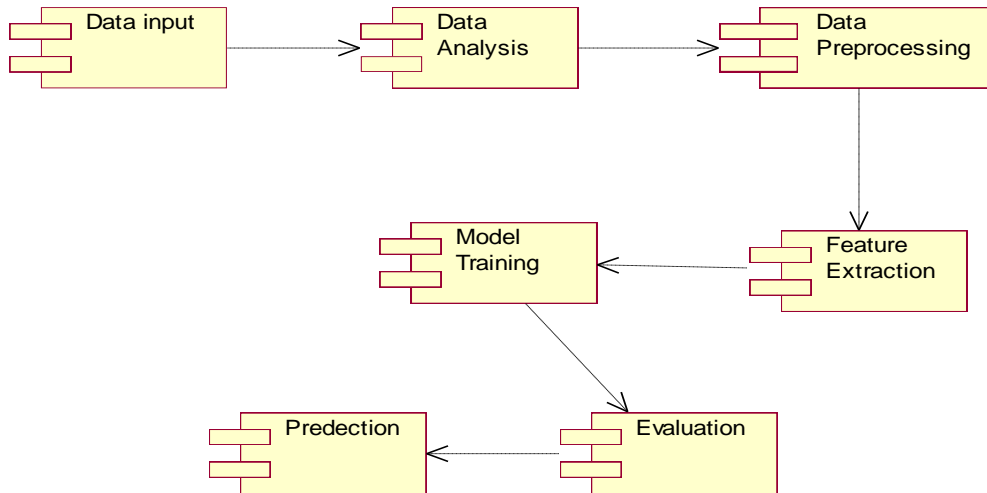 Data input
Data
Analysis
Data
Preprocessing
Feature
Extraction
Model
Training
Evaluation
Predection